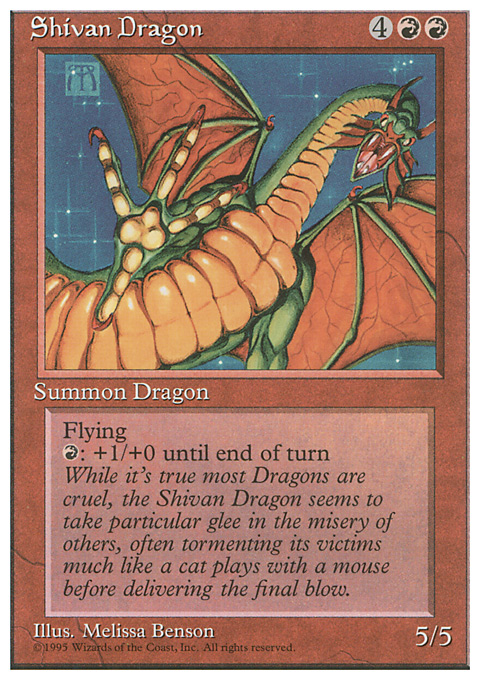 Shivan Dragon 4
Summon Dragon
Flying
: +1/+0 until end of turn
While it's true most Dragons are
cruel, the Shivan Dragon seems to
take particular glee in the misery of
others, often tormenting its victims
much like a cat plays with a mouse
before delivering the final blow.
Illus. Melissa Benson
5/5
©1995 Wizards of the Coast, Inc. All rights reserved.